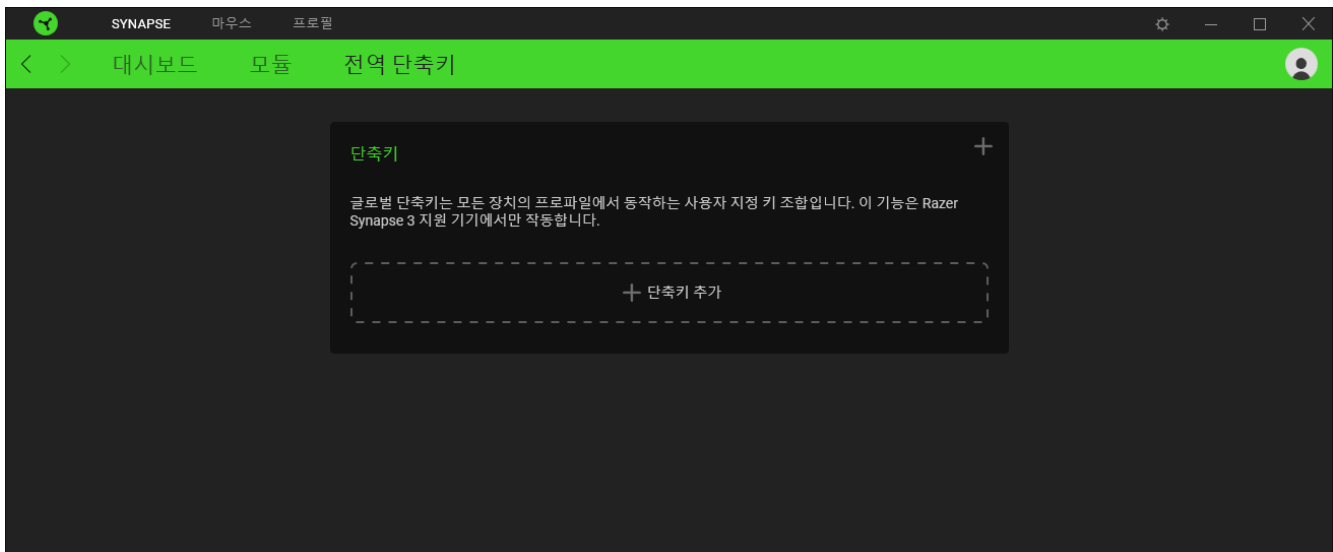 SYNAPSE 마우스 프로필
대시보드 모듈 전역 단축키
단축키
글로벌 단축키는 모든 장치의 프로파일에서 동작하는 사용자 지정 키 조합입니다. 이 기능은 Razer
Synapse 3 지원 기기에서만 작동합니다.
단축키 추가